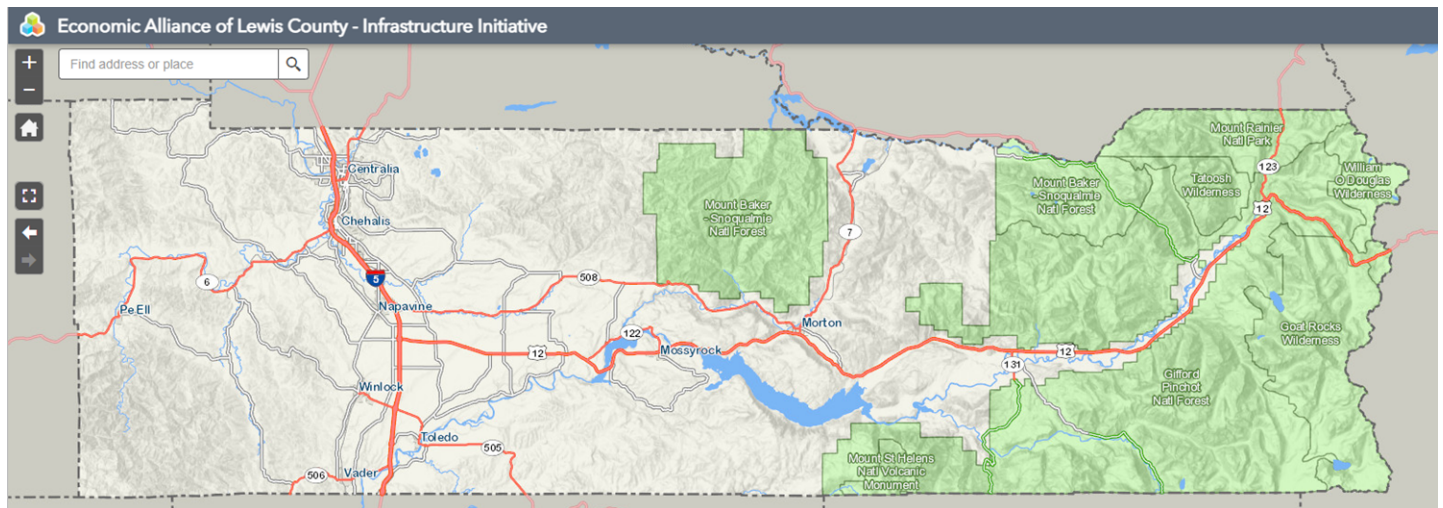 Economic Alliance of Lewis County - Infrastructure Initiative
+
Find address or place
−
Mount Rainier
Natl Park
123
Centralia
William
O Douglas
Wilderness
Tatoosh
Wilderness
Mount Baker
- Snoqualmie
Natl Forest
Mount Baker
- Snoqualmie
Natl Forest
12
Chehalis
7
6
5
508
Napavine
Pe Ell
Morton
122
12
Mossyrock
12
131
Goat Rocks
Wilderness
Gifford
Pinchot
Natl Forest
Winlock
Toledo
505
Mount St Helens
Natl Volcanic
Monument
506
Vader